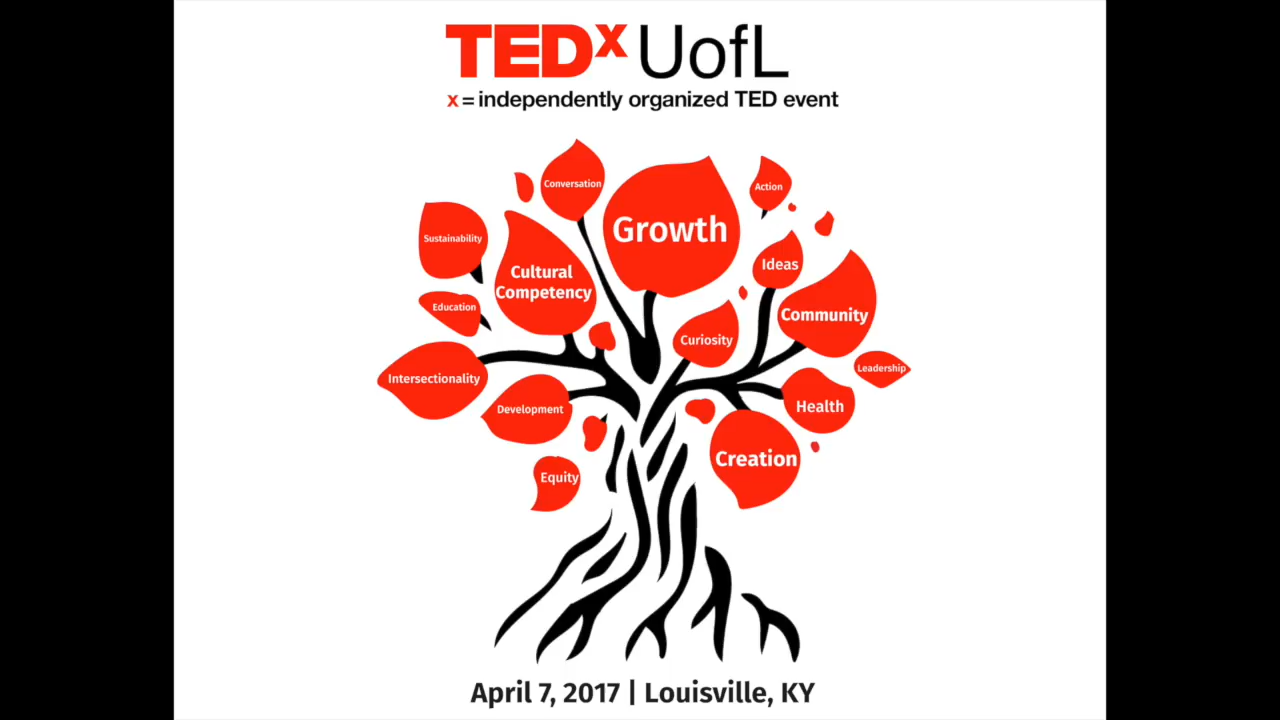 TEDx UofL
x = independently organized TED event
Conversation
Growth
Action
Sustainability
Cultural
Competency
Ideas
Education
Community
Curiosity
Intersectionality
Leadership
Development
Health
Creation
Equity
April 7, 2017 | Louisville, KY